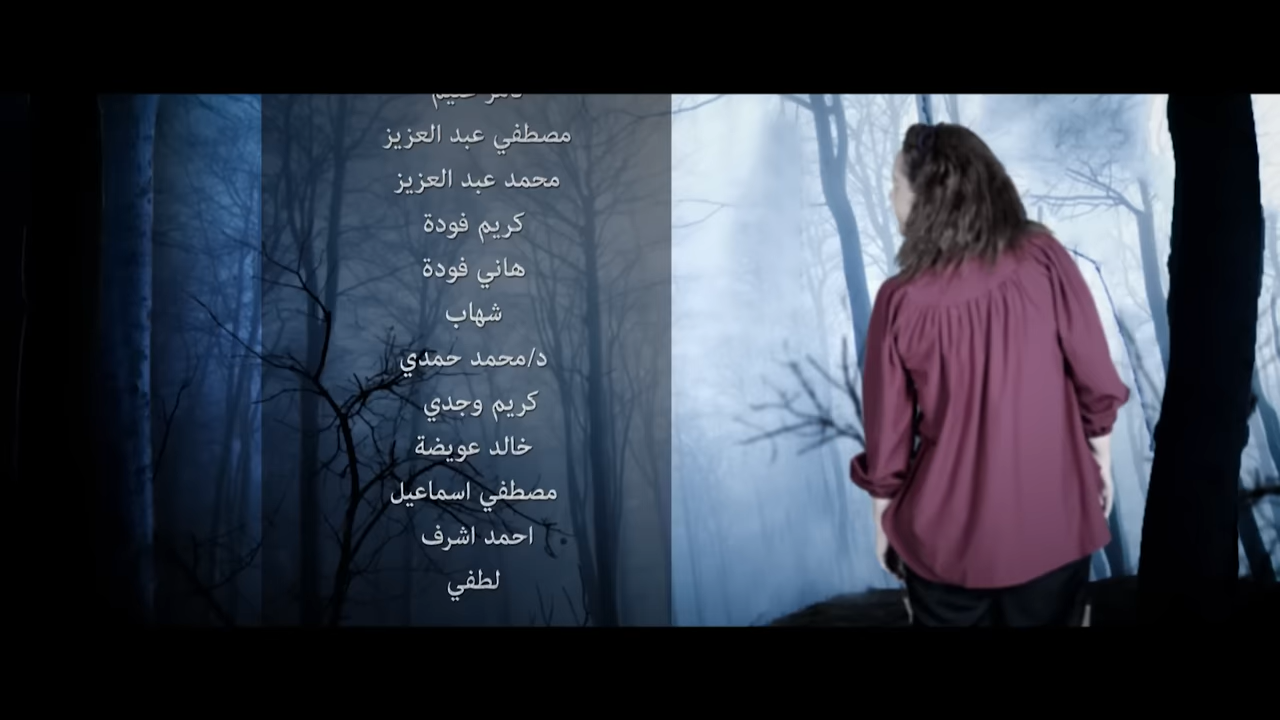 مصطفي عبد العزيز
محمد عبد العزيز
كريم فودة
هاني فودة
شهاب
د/محمد حمدي
كريم وجدي
خالد عويضة
مصطفي اسماعيل
احمد اشرف
لطفي